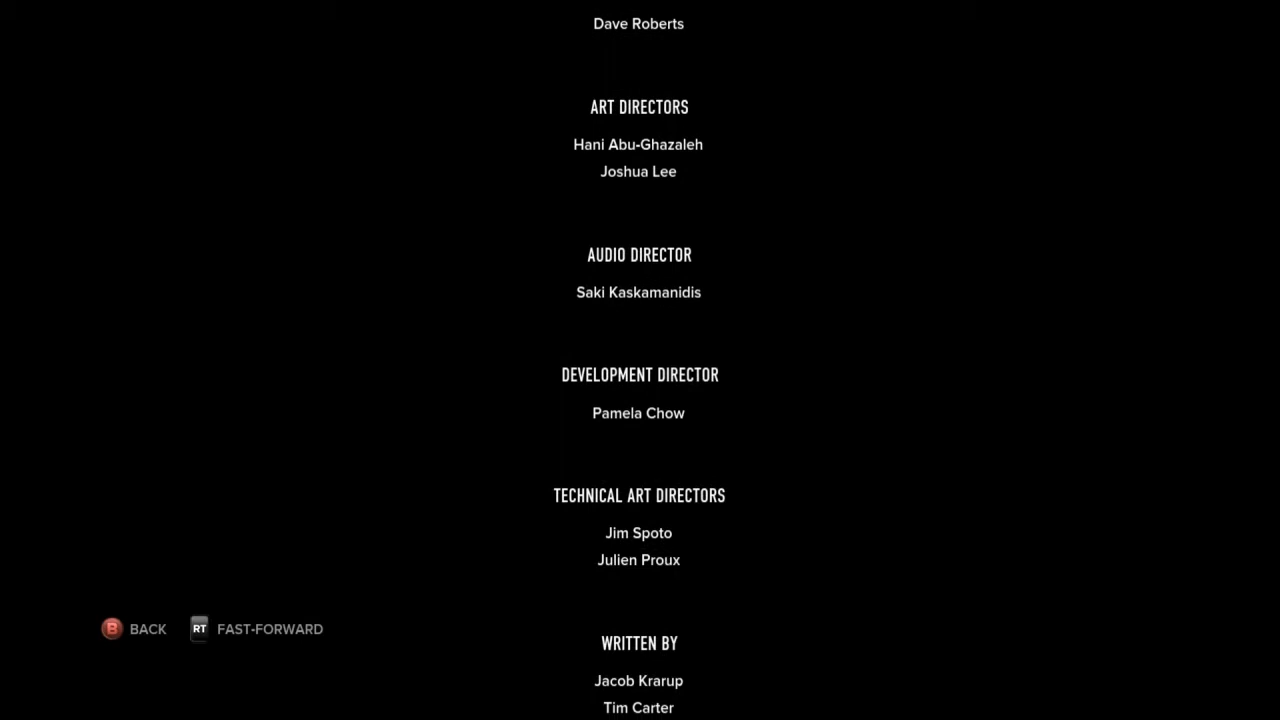 Dave Roberts
ART DIRECTORS
Hani Abu-Ghazaleh
Joshua Lee
AUDIO DIRECTOR
Saki Kaskamanidis
DEVELOPMENT DIRECTOR
Pamela Chow
TECHNICAL ART DIRECTORS
Jim Spoto
Julien Proux
B BACK RT FAST-FORWARD
WRITTEN BY
Jacob Krarup
Tim Carter